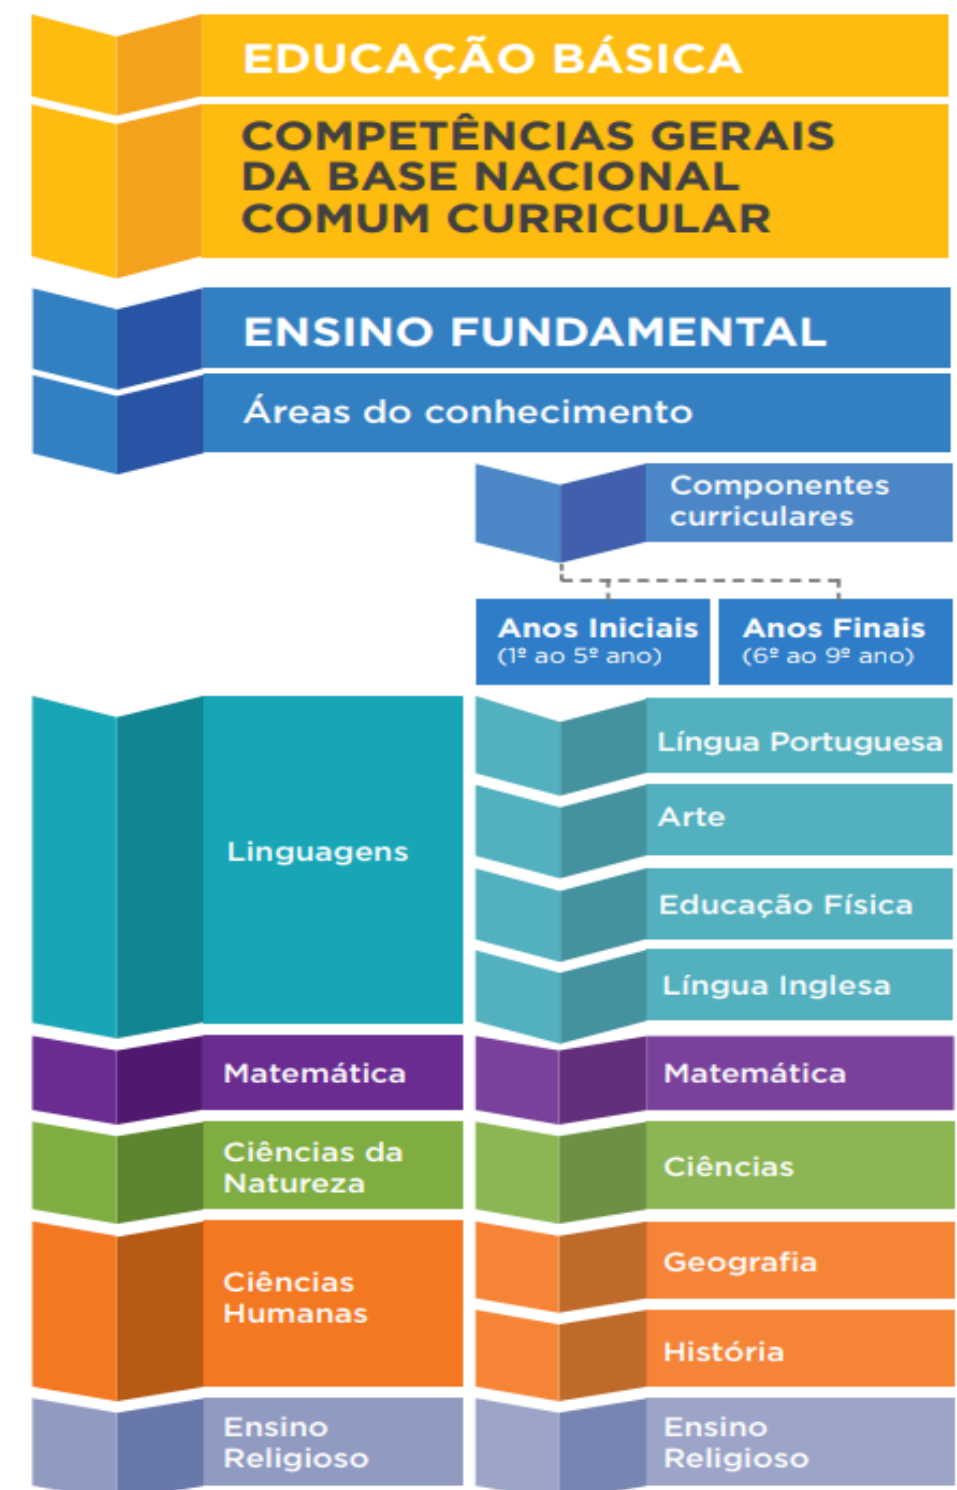 EDUCAÇÃO BÁSICA
COMPETÊNCIAS GERAIS
DA BASE NACIONAL
COMUM CURRICULAR
ENSINO FUNDAMENTAL
Áreas do conhecimento
Componentes
curriculares
Anos Iniciais
(1º ao 5º ano)
Anos Finais
(6º ao 9º ano)
Linguagens
Língua Portuguesa
Arte
Educação Física
Língua Inglesa
Matemática
Matemática
Ciências da
Natureza
Ciências
Ciências
Humanas
Geografia
História
Ensino
Religioso
Ensino
Religioso